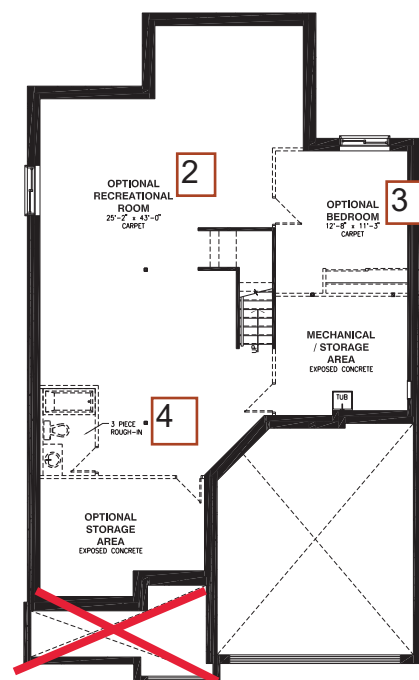 2
OPTIONAL
RECREATIONAL
ROOM
25'-2" x 43'-0"
CARPET
3
OPTIONAL
BEDROOM
12'-8" x 11'-3"
CARPET
MECHANICAL
/ STORAGE
AREA
EXPOSED CONCRETE
TUB
4
3 PIECE
ROUGH-IN
OPTIONAL
STORAGE
AREA
EXPOSED CONCRETE